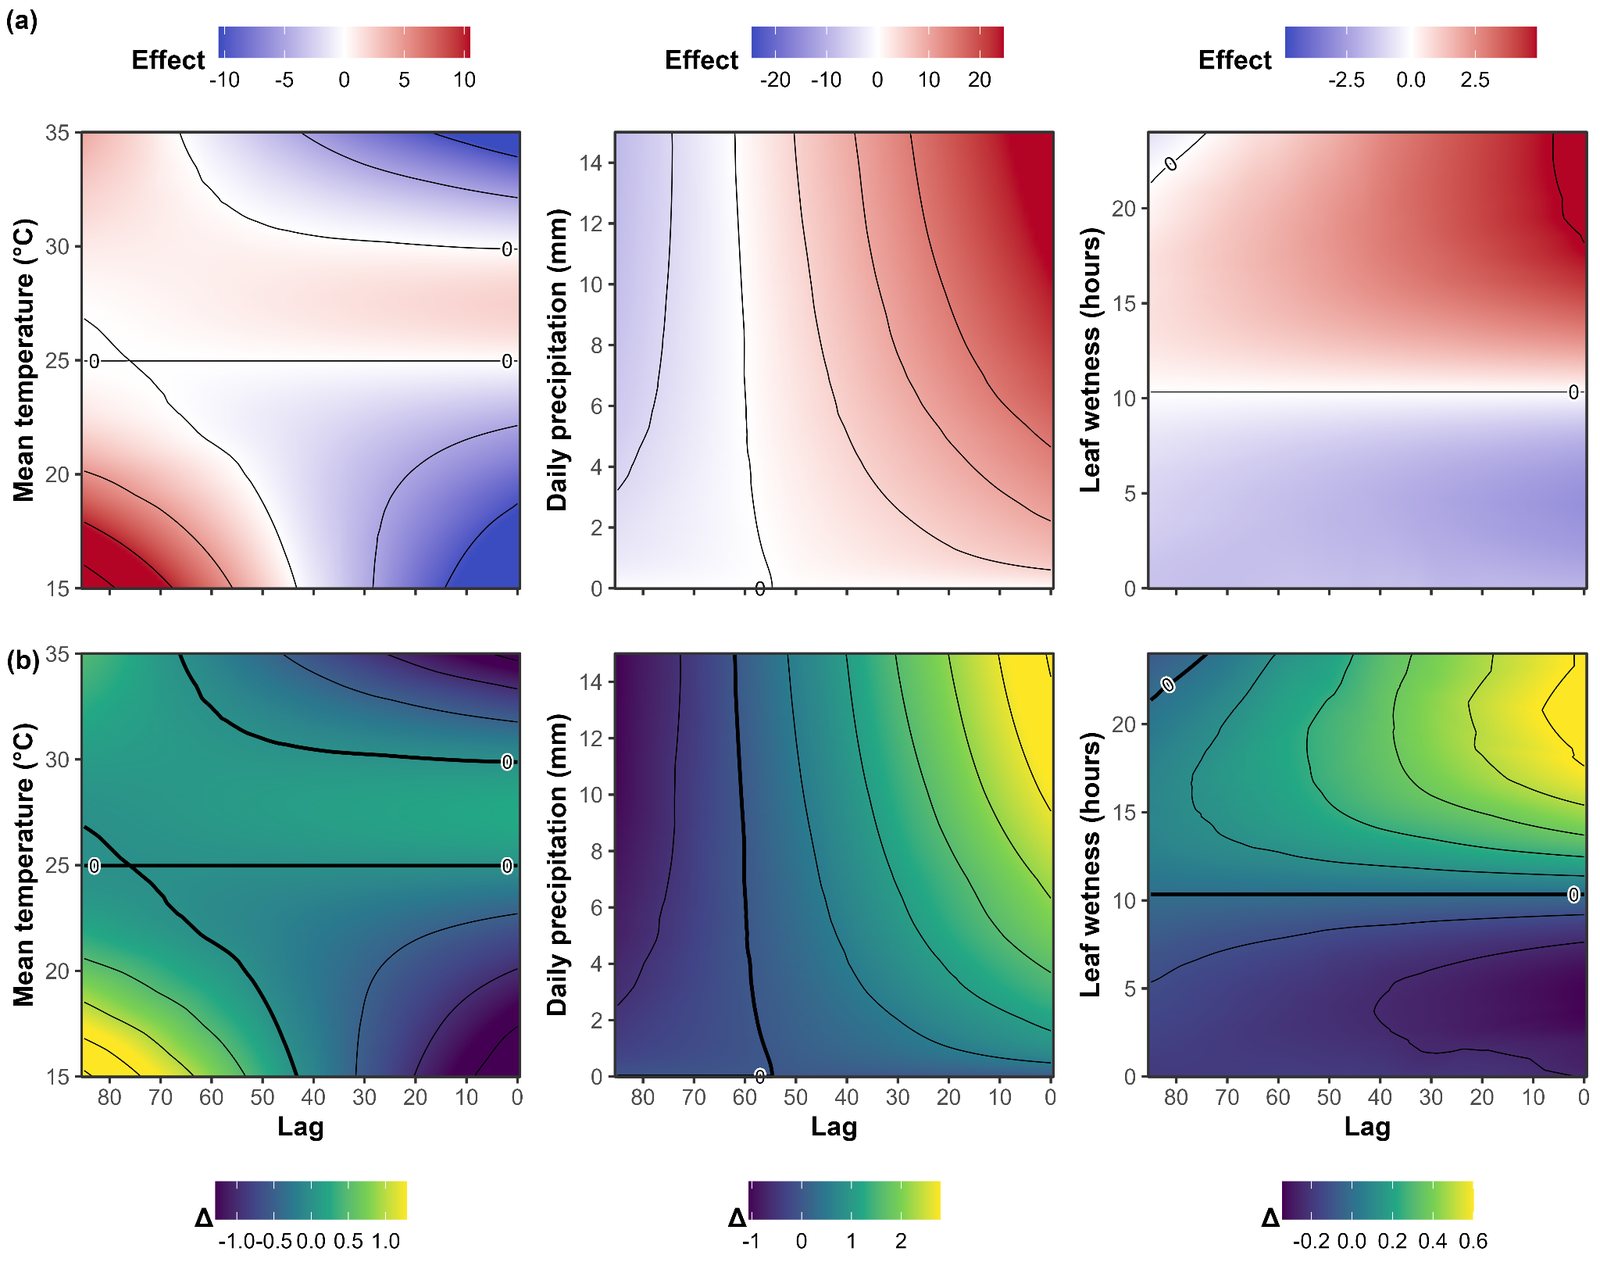 (a)
Effect -10 -5 0 5 10
Effect -20 -10 0 10 20
Effect -2.5 0.0 2.5
Mean temperature (°C)
35
30
25
20
15
0
0
0
Daily precipitation (mm)
14
12
10
8
6
4
2
0
0
Leaf wetness (hours)
20
15
10
5
0
0
0
(b)
Mean temperature (°C)
35
30
25
20
15
0
0
0
80 70 60 50 40 30 20 10 0
Lag
Daily precipitation (mm)
14
12
10
8
6
4
2
0
0
80 70 60 50 40 30 20 10 0
Lag
Leaf wetness (hours)
20
15
10
5
0
0
0
80 70 60 50 40 30 20 10 0
Lag
Δ -1.0 -0.5 0.0 0.5 1.0
Δ -1 0 1 2
Δ -0.2 0.0 0.2 0.4 0.6